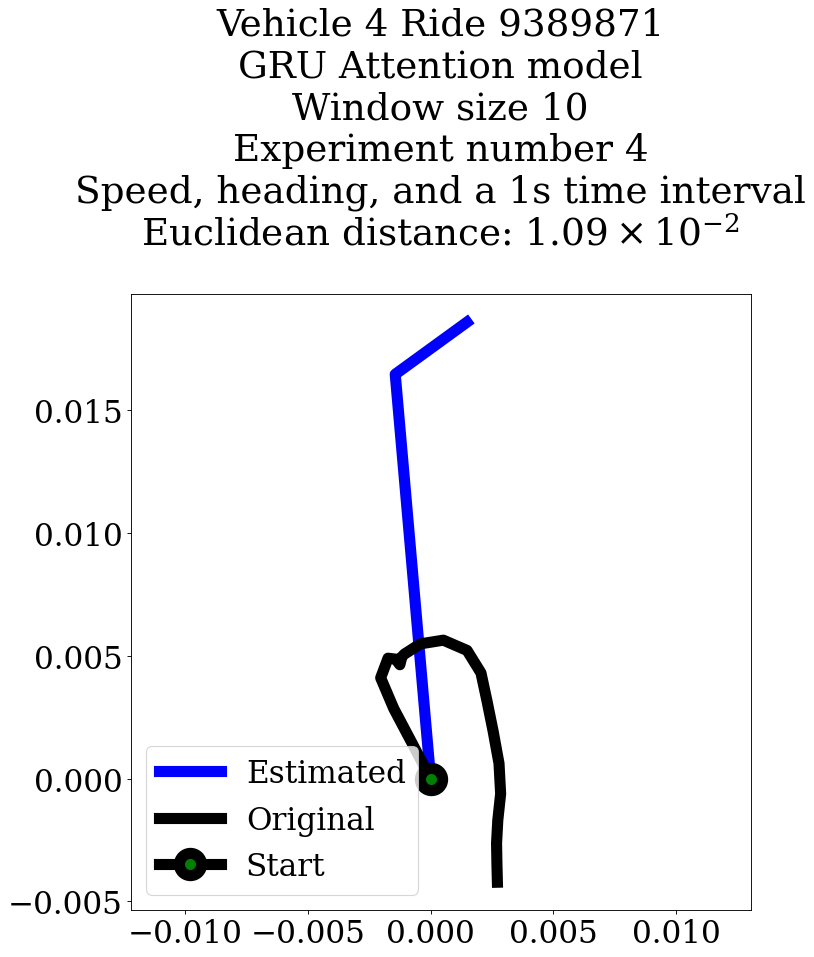 Vehicle 4 Ride 9389871
GRU Attention model
Window size 10
Experiment number 4
Speed, heading, and a 1s time interval
Euclidean distance: 1.09 × 10⁻²
0.015
0.010
0.005
0.000
−0.005
Estimated
Original
Start
−0.010 −0.005 0.000 0.005 0.010